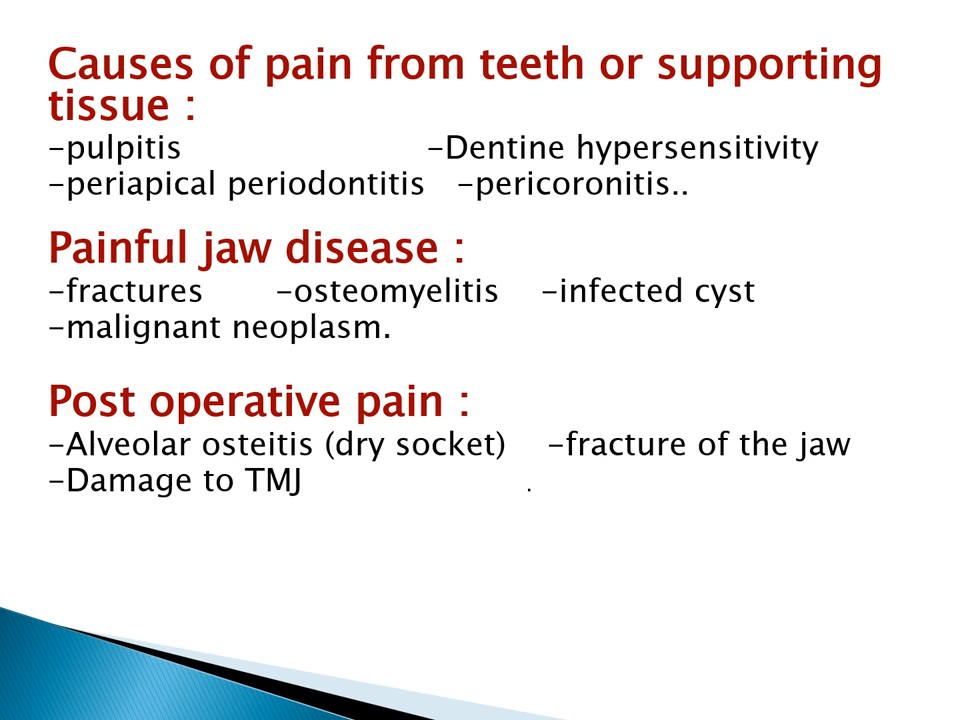 Causes of pain from teeth or supporting
tissue :
-pulpitis -Dentine hypersensitivity
-periapical periodontitis -pericoronitis..
Painful jaw disease :
-fractures -osteomyelitis -infected cyst
-malignant neoplasm.
Post operative pain :
-Alveolar osteitis (dry socket) -fracture of the jaw
-Damage to TMJ .